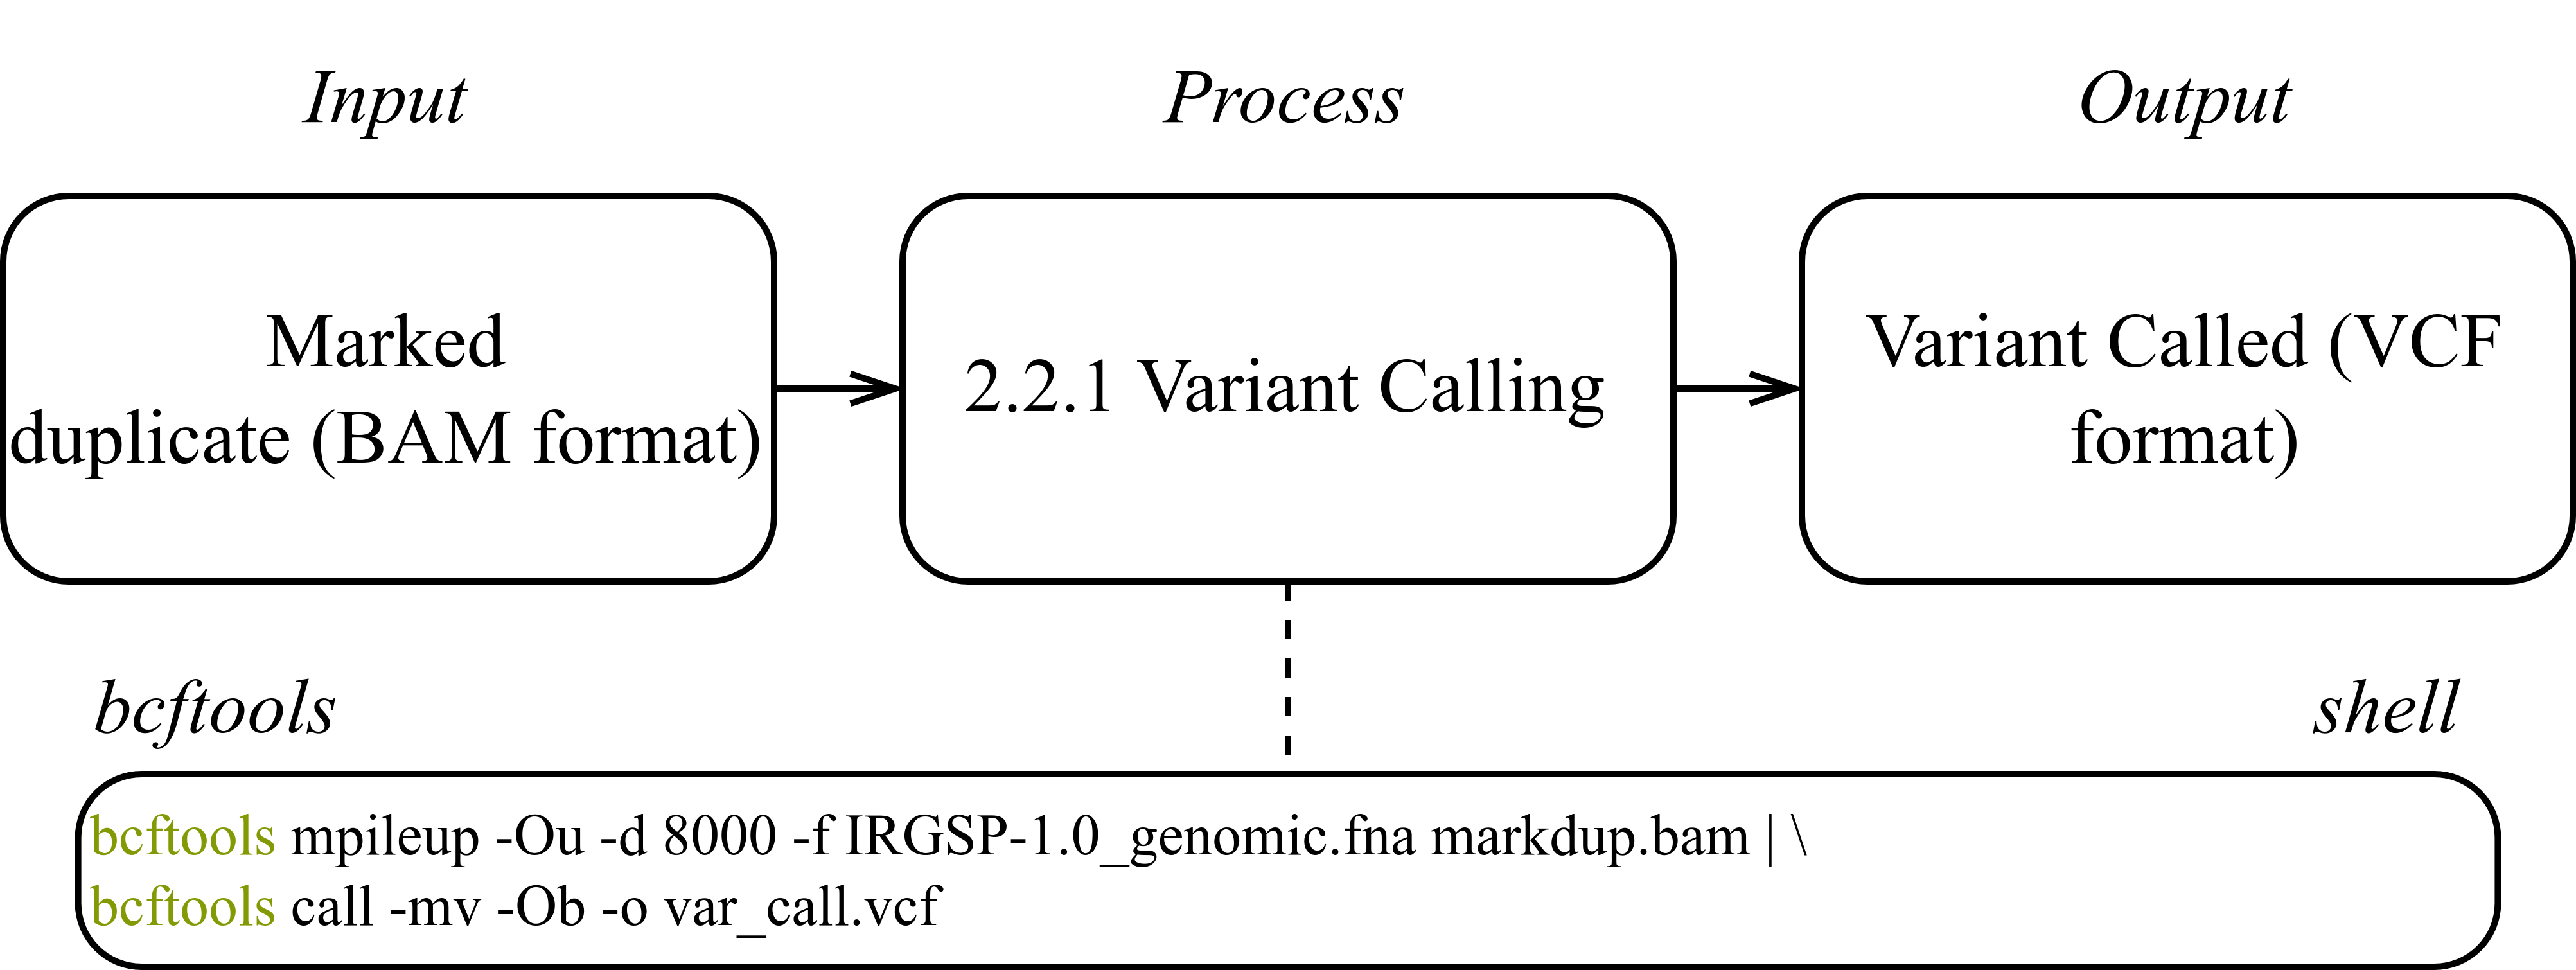 Input
Process
Output
Marked
duplicate (BAM format)
2.2.1 Variant Calling
Variant Called (VCF
format)
bcftools
shell
bcftools mpileup -Ou -d 8000 -f IRGSP-1.0_genomic.fna markdup.bam | \
bcftools call -mv -Ob -o var_call.vcf